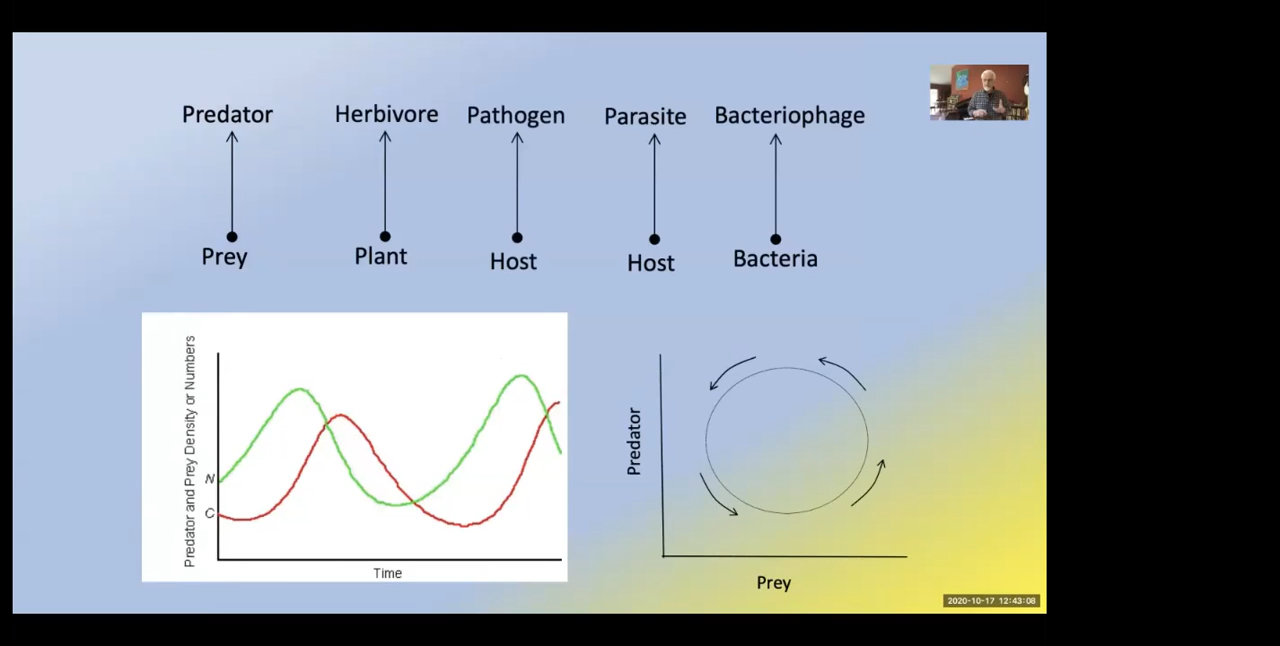 Predator Herbivore Pathogen Parasite Bacteriophage
Prey Plant Host Host Bacteria
Predator and Prey Density or Numbers
N
C
Time
Predator
Prey
2020-10-17 12:43:08